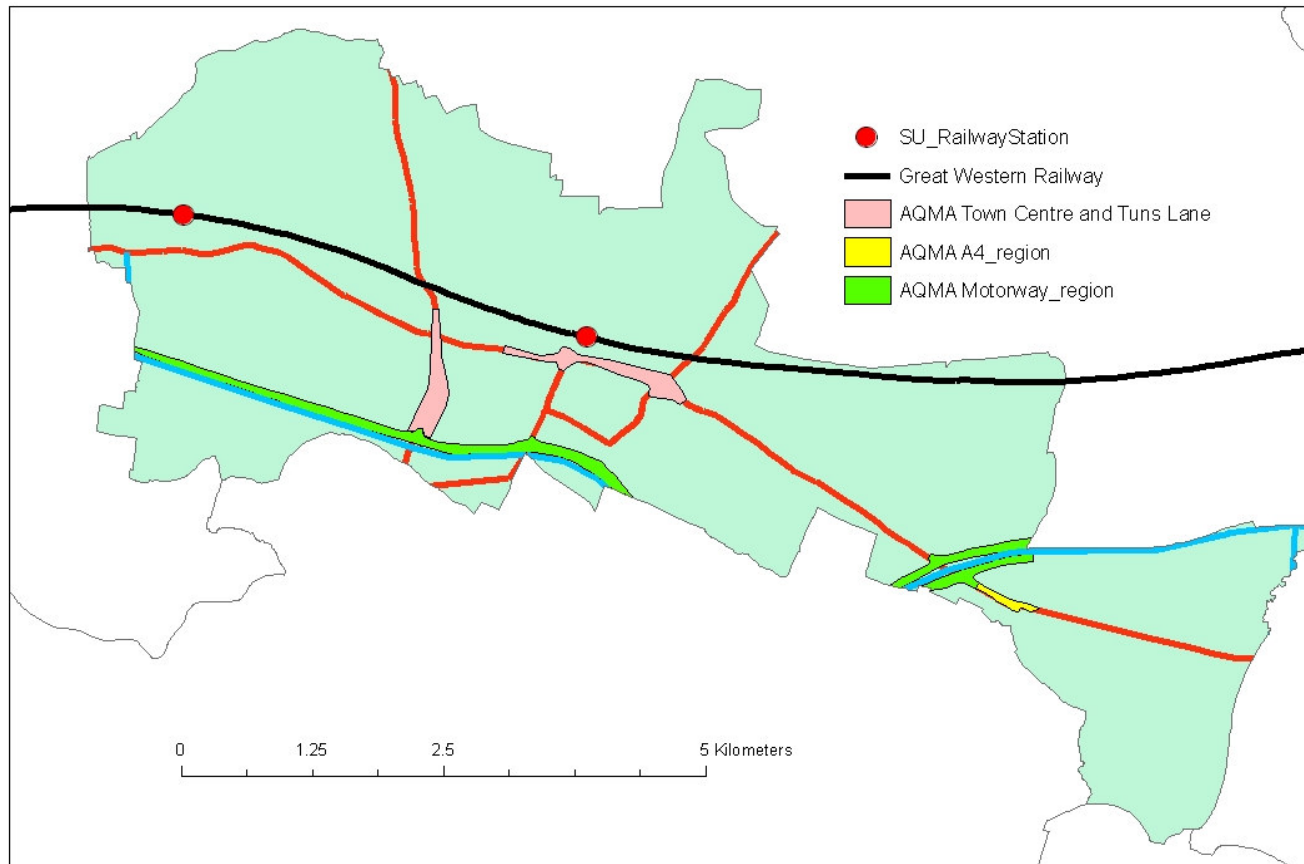 SU_RailwayStation
Great Western Railway
AQMA Town Centre and Tuns Lane
AQMA A4_region
AQMA Motorway_region
0 1.25 2.5 5 Kilometers